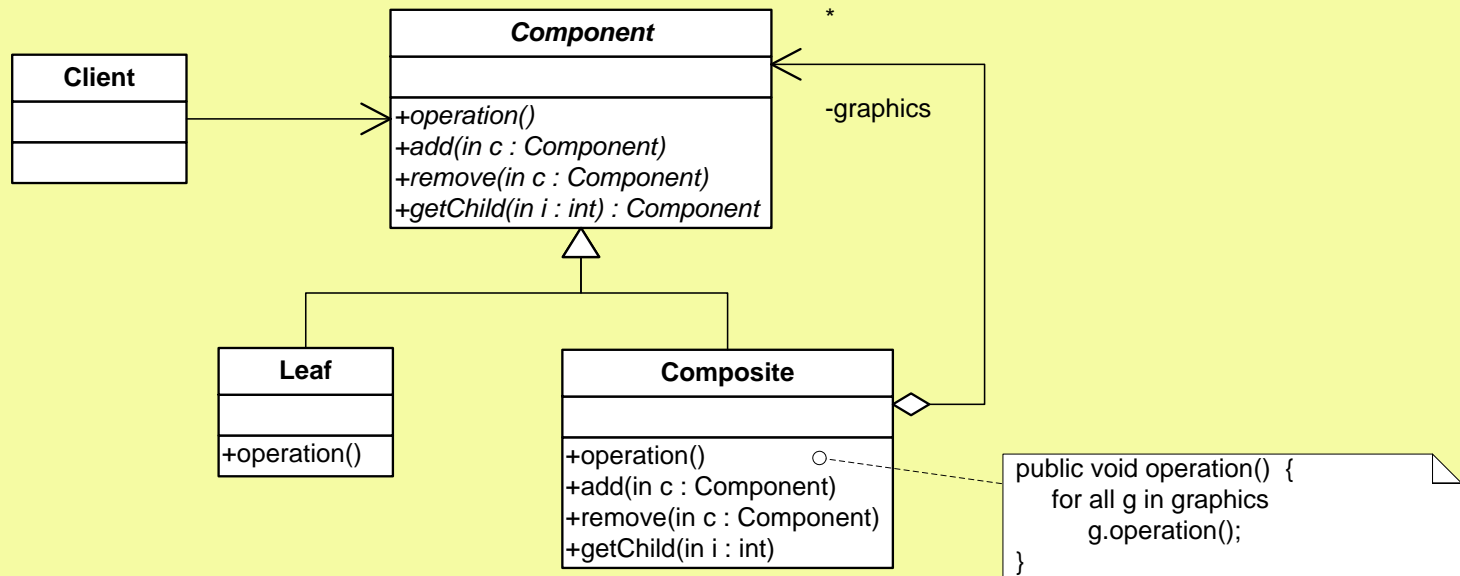 Client
Component
+operation()
+add(in c : Component)
+remove(in c : Component)
+getChild(in i : int) : Component
*
-graphics
Leaf
+operation()
Composite
+operation()
+add(in c : Component)
+remove(in c : Component)
+getChild(in i : int)
public void operation() {
for all g in graphics
g.operation();
}